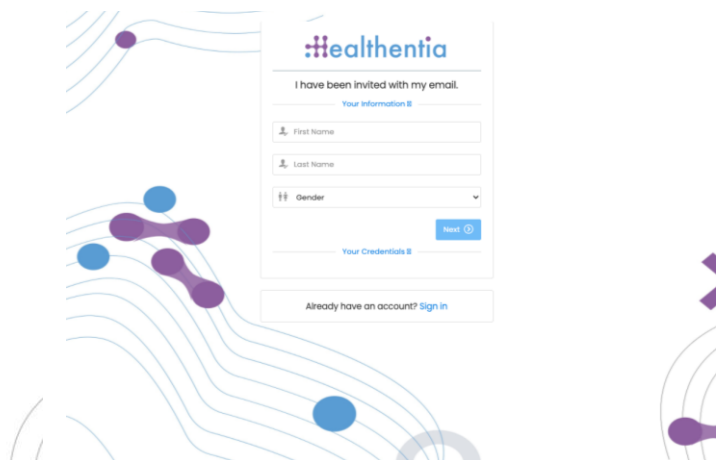 Healthentia
I have been invited with my email.
Your Information
First Name
Last Name
Gender
Next
Your Credentials
Already have an account? Sign in